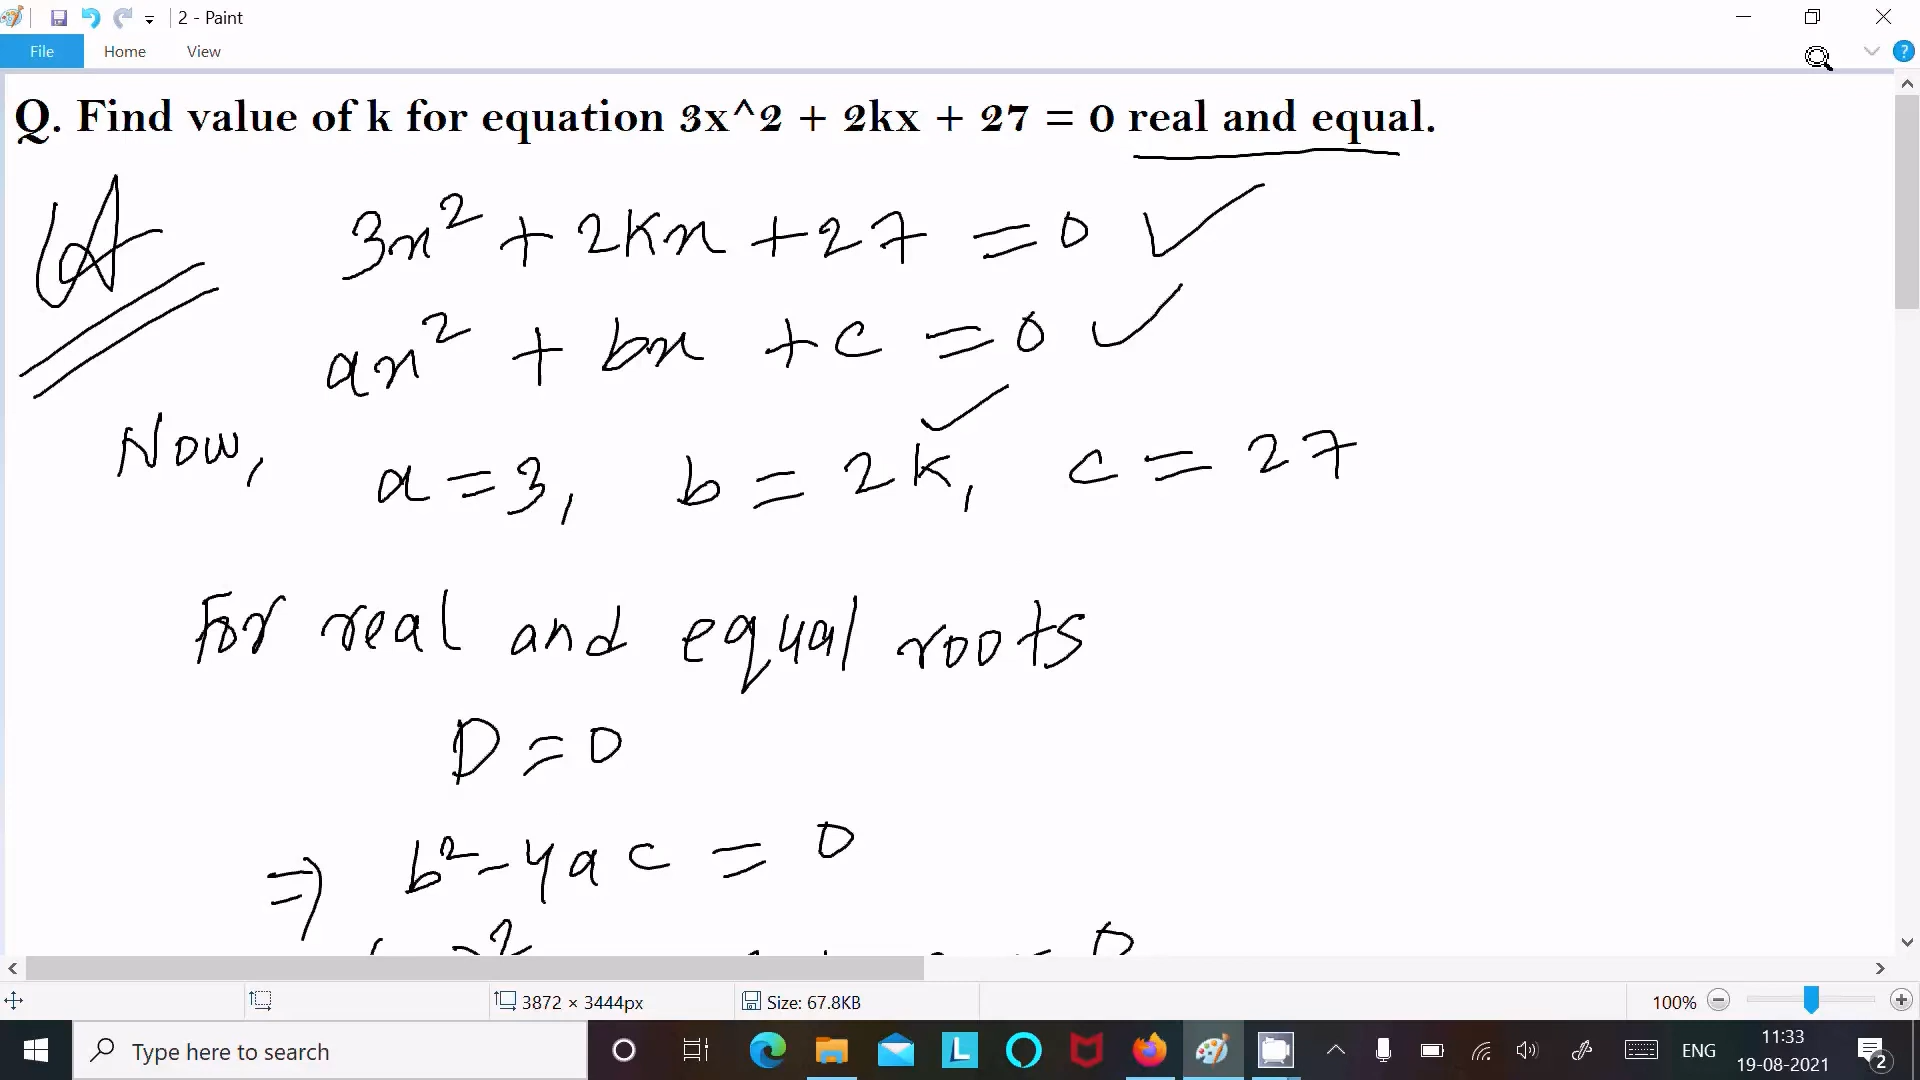 2 - Paint
File Home View
Q. Find value of k for equation 3x^2 + 2kx + 27 = 0 real and equal.
A
3x² + 2kx + 27 = 0 ✓
ax² + bx + c = 0 ✓
Now,
a = 3, b = 2k, c = 27
For real and equal roots
D = 0
⇒ b² - 4ac = 0
3872 × 3444px Size: 67.8KB 100%
Type here to search
L
ENG
11:33
19-08-2021
2